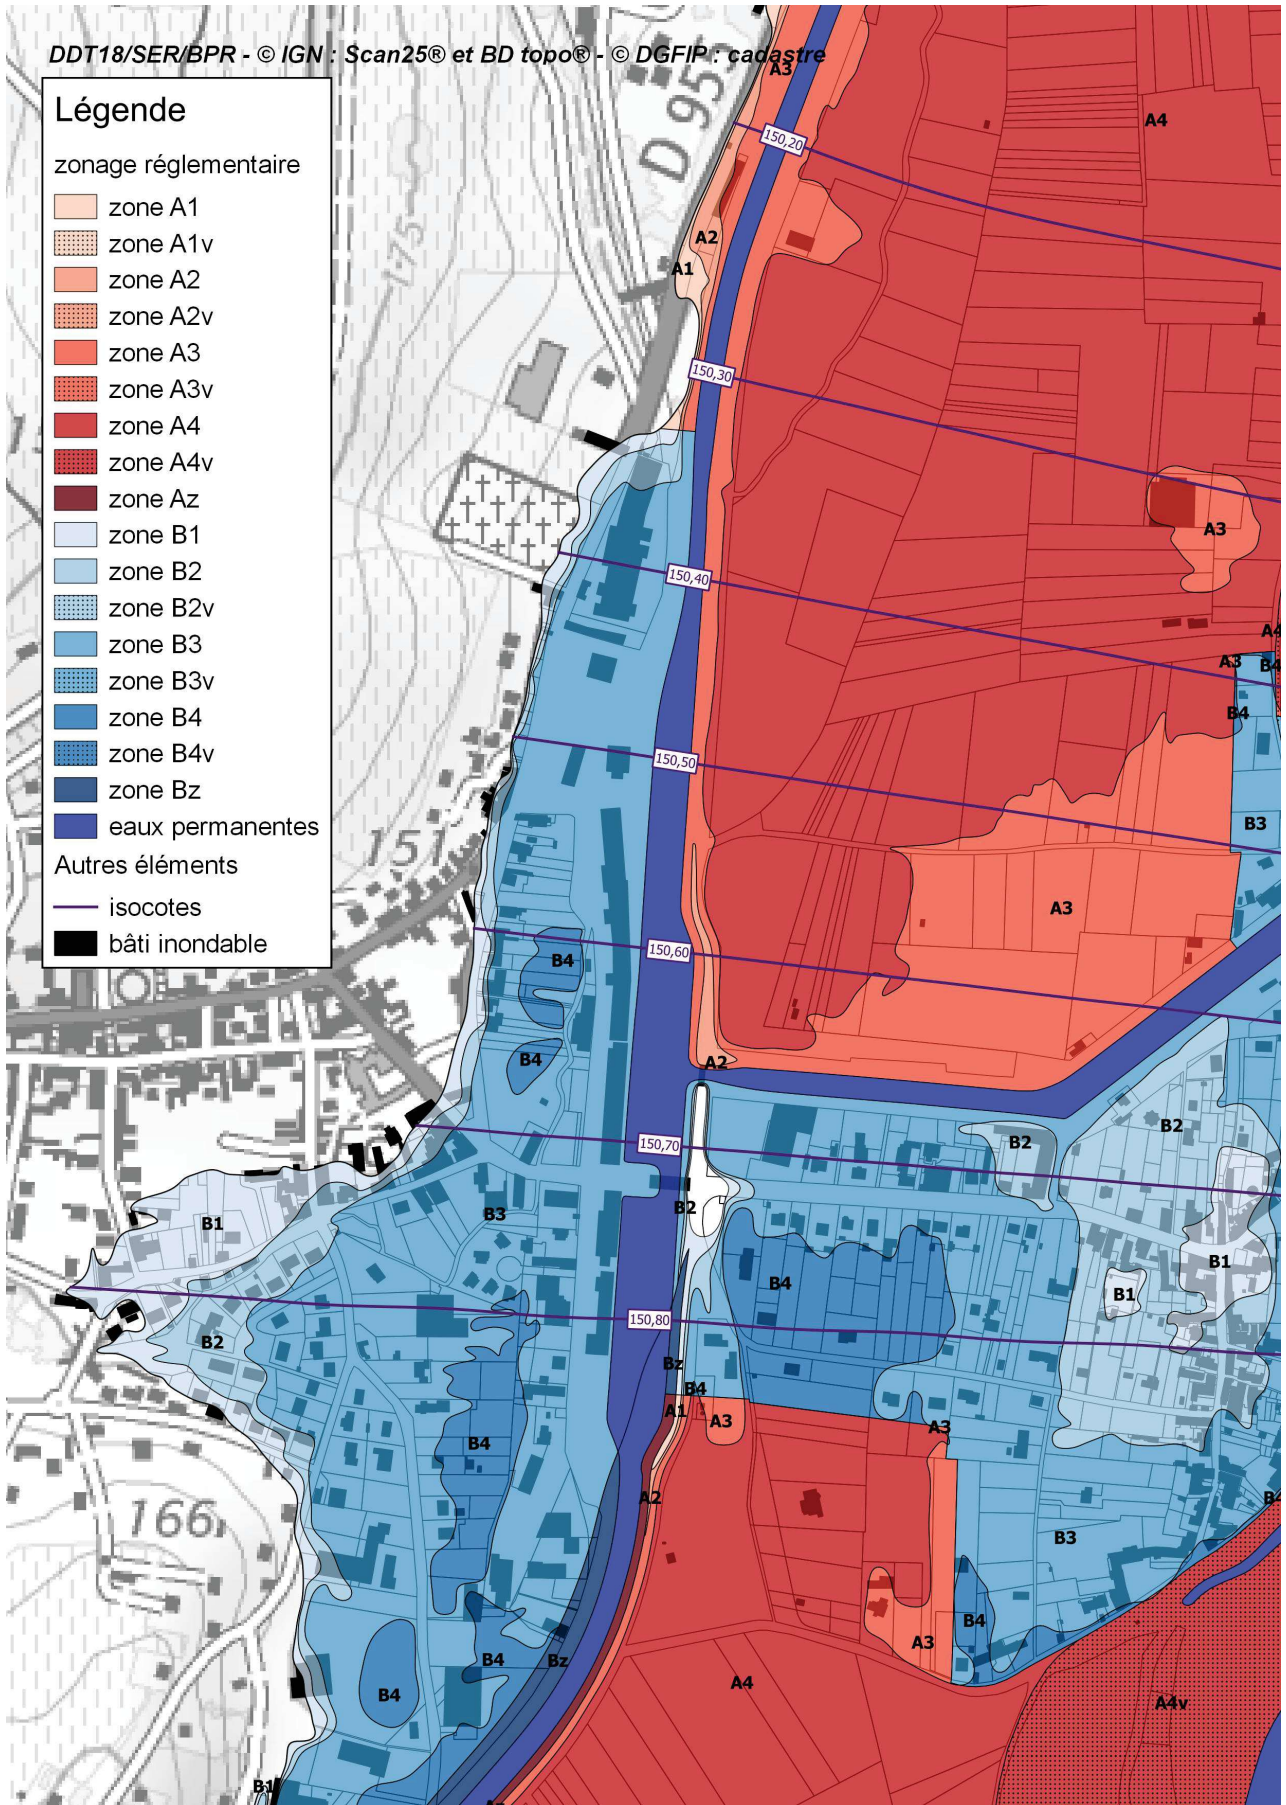 DDT18/SER/BPR - © IGN : Scan25® et BD topo® - © DGFIP : cadastre
Légende
zonage réglementaire
zone A1
zone A1v
zone A2
zone A2v
zone A3
zone A3v
zone A4
zone A4v
zone Az
zone B1
zone B2
zone B2v
zone B3
zone B3v
zone B4
zone B4v
zone Bz
eaux permanentes
Autres éléments
isocotes
bâti inondable
A3
D 955
A4
150,20
175
A2
A1
150,30
A3
150,40
A4
A3
B4
B4
150,50
B3
151
A3
150,60
B4
B4
A2
B2
B2
150,70
B2
B3
B1
B1
B4
B1
150,80
B2
Bz
B4
A1
A3
A3
B4
A2
B4
166
B3
B4
A3
B4
Bz
A4
B4
A4v
B1